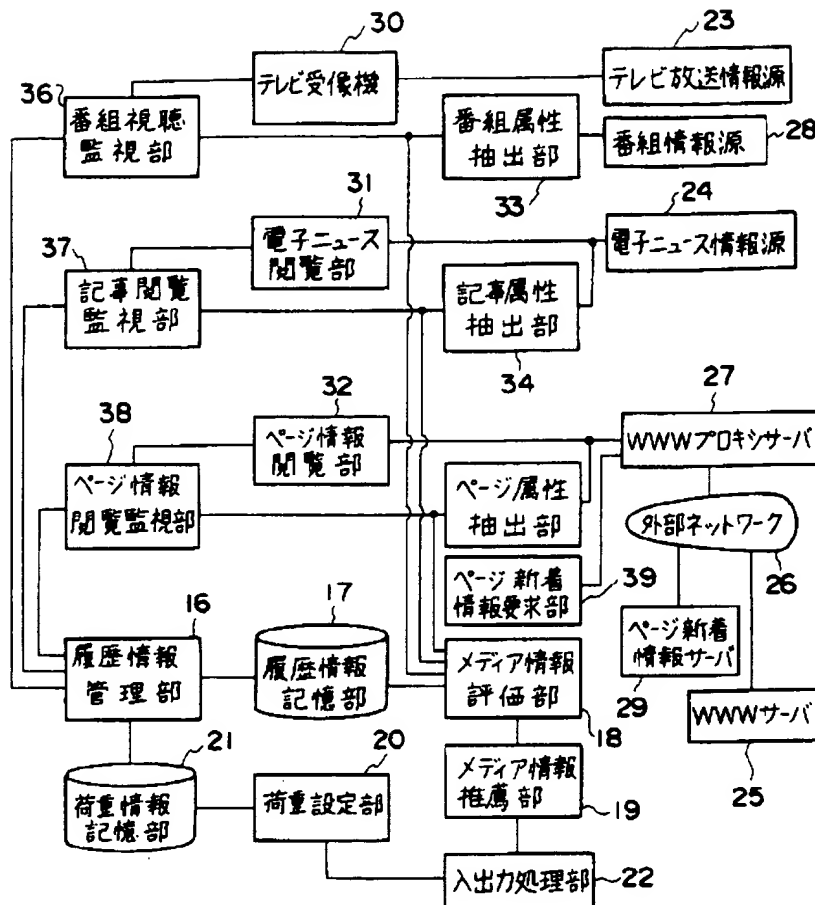 30
23
テレビ受像機
テレビ放送情報源
36
番組視聴
監視部
番組属性
抽出部
33
番組情報源
28
31
24
電子ニュース
閲覧部
電子ニュース情報源
37
記事閲覧
監視部
記事属性
抽出部
34
27
32
38
ページ情報
閲覧部
WWWプロキシサーバ
ページ情報
閲覧監視部
ページ属性
抽出部
外部ネットワーク
26
ページ新着
情報要求部
39
16
17
履歴情報
管理部
履歴情報
記憶部
メディア情報
評価部
18
ページ新着
情報サーバ
29
WWWサーバ
25
21
20
荷重情報
記憶部
荷重設定部
メディア情報
推薦部
19
入出力処理部
22